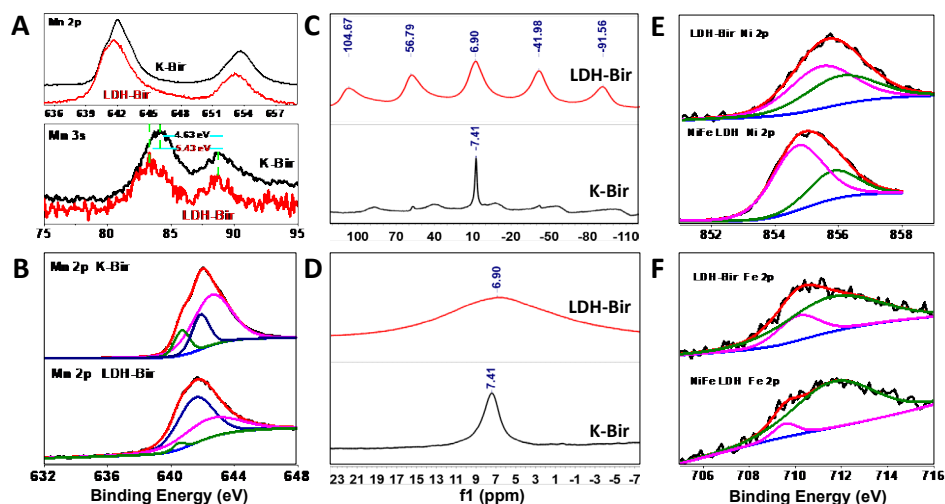 A
Mn 2p
K-Bir
LDH-Bir
636 639 642 645 648 651 654 657
Mn 3s
4.63 eV
5.43 eV
K-Bir
LDH-Bir
75 80 85 90 95
B
Mn 2p K-Bir
Mn 2p LDH-Bir
632 640 644 648
Binding Energy (eV)
C
-104.67
56.79
6.90
-41.98
-91.56
LDH-Bir
-7.41
K-Bir
100 70 40 10 -20 -50 -80 -110
D
6.90
LDH-Bir
7.41
K-Bir
23 21 19 17 15 13 11 9 7 5 3 1 -1 -3 -5 -7
f1 (ppm)
E
LDH-Bir Ni 2p
NiFe LDH Ni 2p
852 854 856 858
F
LDH-Bir Fe 2p
NiFe LDH Fe 2p
706 708 710 712 714 716
Binding Energy (eV)